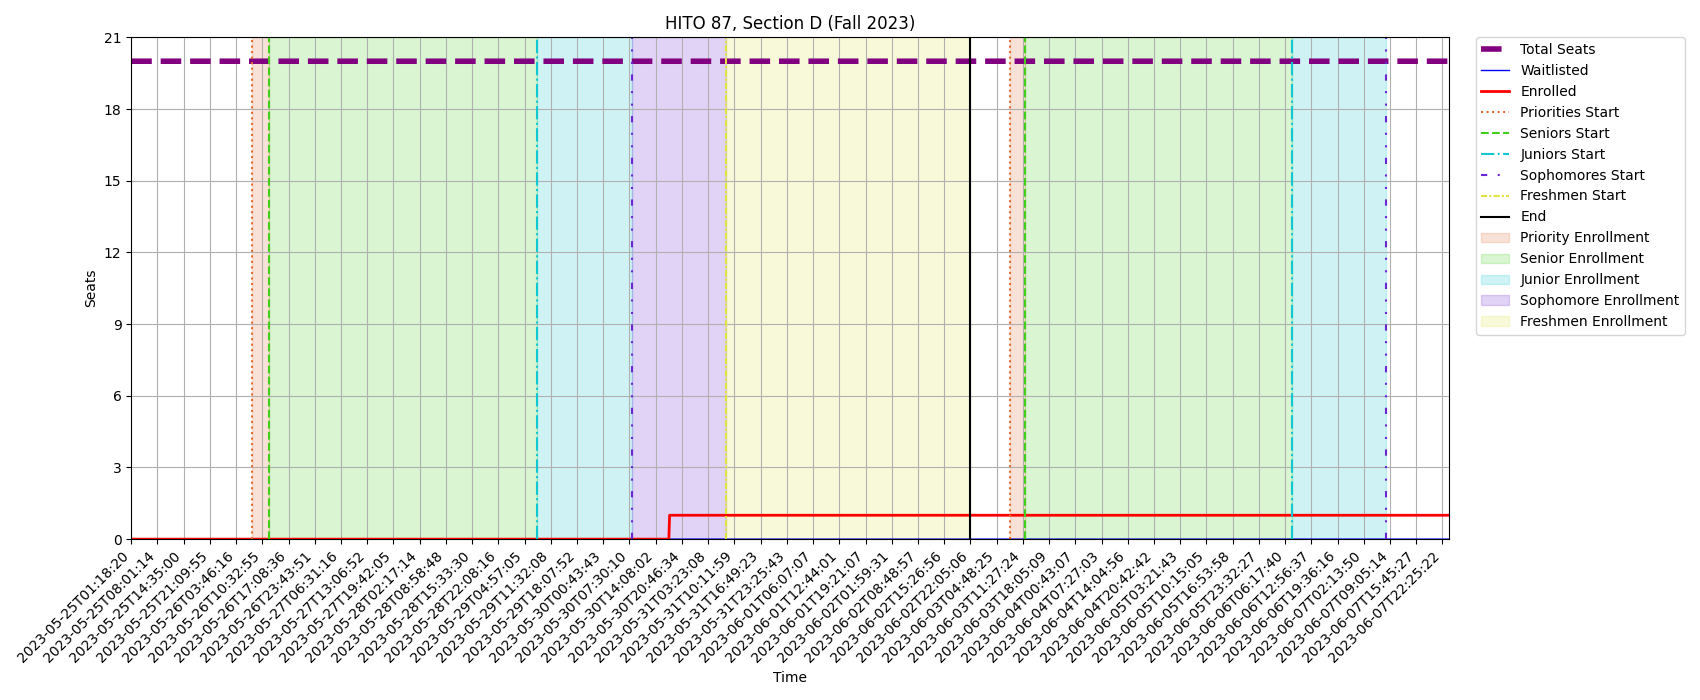 HITO 87, Section D (Fall 2023)
21
18
15
12
9
6
3
0
Seats
2023-05-25T01:18:20
2023-05-25T08:01:14
2023-05-25T14:35:00
2023-05-25T21:09:55
2023-05-26T03:46:16
2023-05-26T10:32:55
2023-05-26T17:08:36
2023-05-26T23:43:51
2023-05-27T06:31:16
2023-05-27T13:06:52
2023-05-27T19:42:05
2023-05-28T02:17:14
2023-05-28T08:58:48
2023-05-28T15:33:30
2023-05-28T22:08:16
2023-05-29T04:57:05
2023-05-29T11:32:08
2023-05-29T18:07:52
2023-05-30T00:43:43
2023-05-30T07:30:10
2023-05-30T14:08:02
2023-05-30T20:46:34
2023-05-31T03:23:08
2023-05-31T10:11:59
2023-05-31T16:49:23
2023-05-31T23:25:43
2023-06-01T06:07:07
2023-06-01T12:44:01
2023-06-01T19:21:07
2023-06-02T01:59:31
2023-06-02T08:48:57
2023-06-02T15:26:56
2023-06-02T22:05:06
2023-06-03T04:48:25
2023-06-03T11:27:24
2023-06-03T18:05:09
2023-06-04T00:43:07
2023-06-04T07:27:03
2023-06-04T14:04:56
2023-06-04T20:42:42
2023-06-05T03:21:43
2023-06-05T10:15:05
2023-06-05T16:53:58
2023-06-05T23:32:27
2023-06-06T06:17:40
2023-06-06T12:56:37
2023-06-06T19:36:16
2023-06-07T02:13:50
2023-06-07T09:05:14
2023-06-07T15:45:27
2023-06-07T22:25:22
Time
Total Seats
Waitlisted
Enrolled
Priorities Start
Seniors Start
Juniors Start
Sophomores Start
Freshmen Start
End
Priority Enrollment
Senior Enrollment
Junior Enrollment
Sophomore Enrollment
Freshmen Enrollment